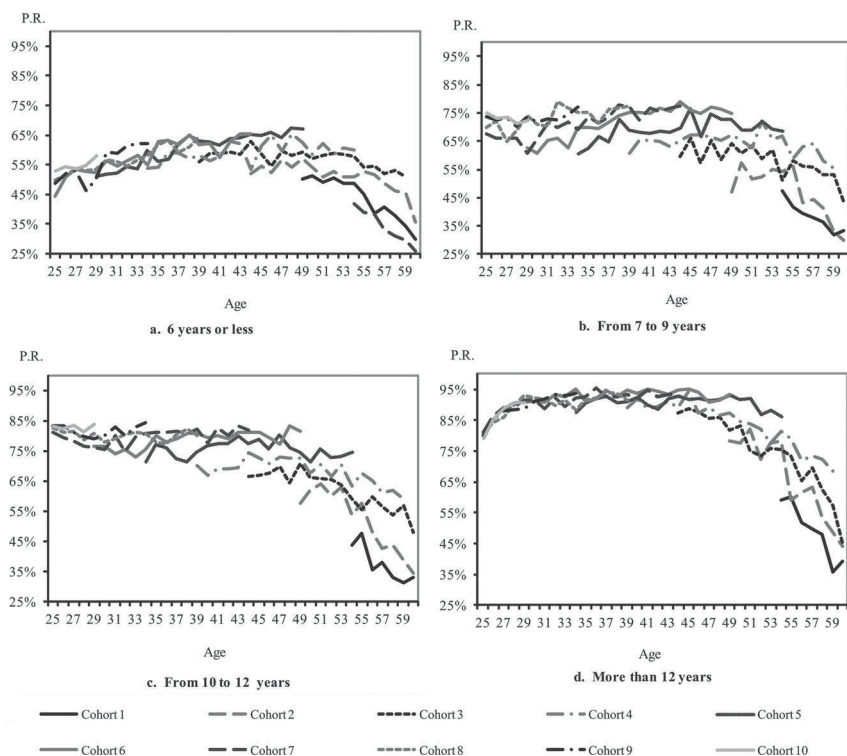 P.R.
95%
85%
75%
65%
55%
45%
35%
25%
25 27 29 31 33 35 37 39 41 43 45 47 49 51 53 55 57 59
Age
a. 6 years or less
P.R.
95%
85%
75%
65%
55%
45%
35%
25%
25 27 29 31 33 35 37 39 41 43 45 47 49 51 53 55 57 59
Age
b. From 7 to 9 years
P.R.
95%
85%
75%
65%
55%
45%
35%
25%
25 27 29 31 33 35 37 39 41 43 45 47 49 51 53 55 57 59
Age
c. From 10 to 12 years
P.R.
95%
85%
75%
65%
55%
45%
35%
25%
25 27 29 31 33 35 37 39 41 43 45 47 49 51 53 55 57 59
Age
d. More than 12 years
Cohort 1 Cohort 2 Cohort 3 Cohort 4 Cohort 5
Cohort 6 Cohort 7 Cohort 8 Cohort 9 Cohort 10